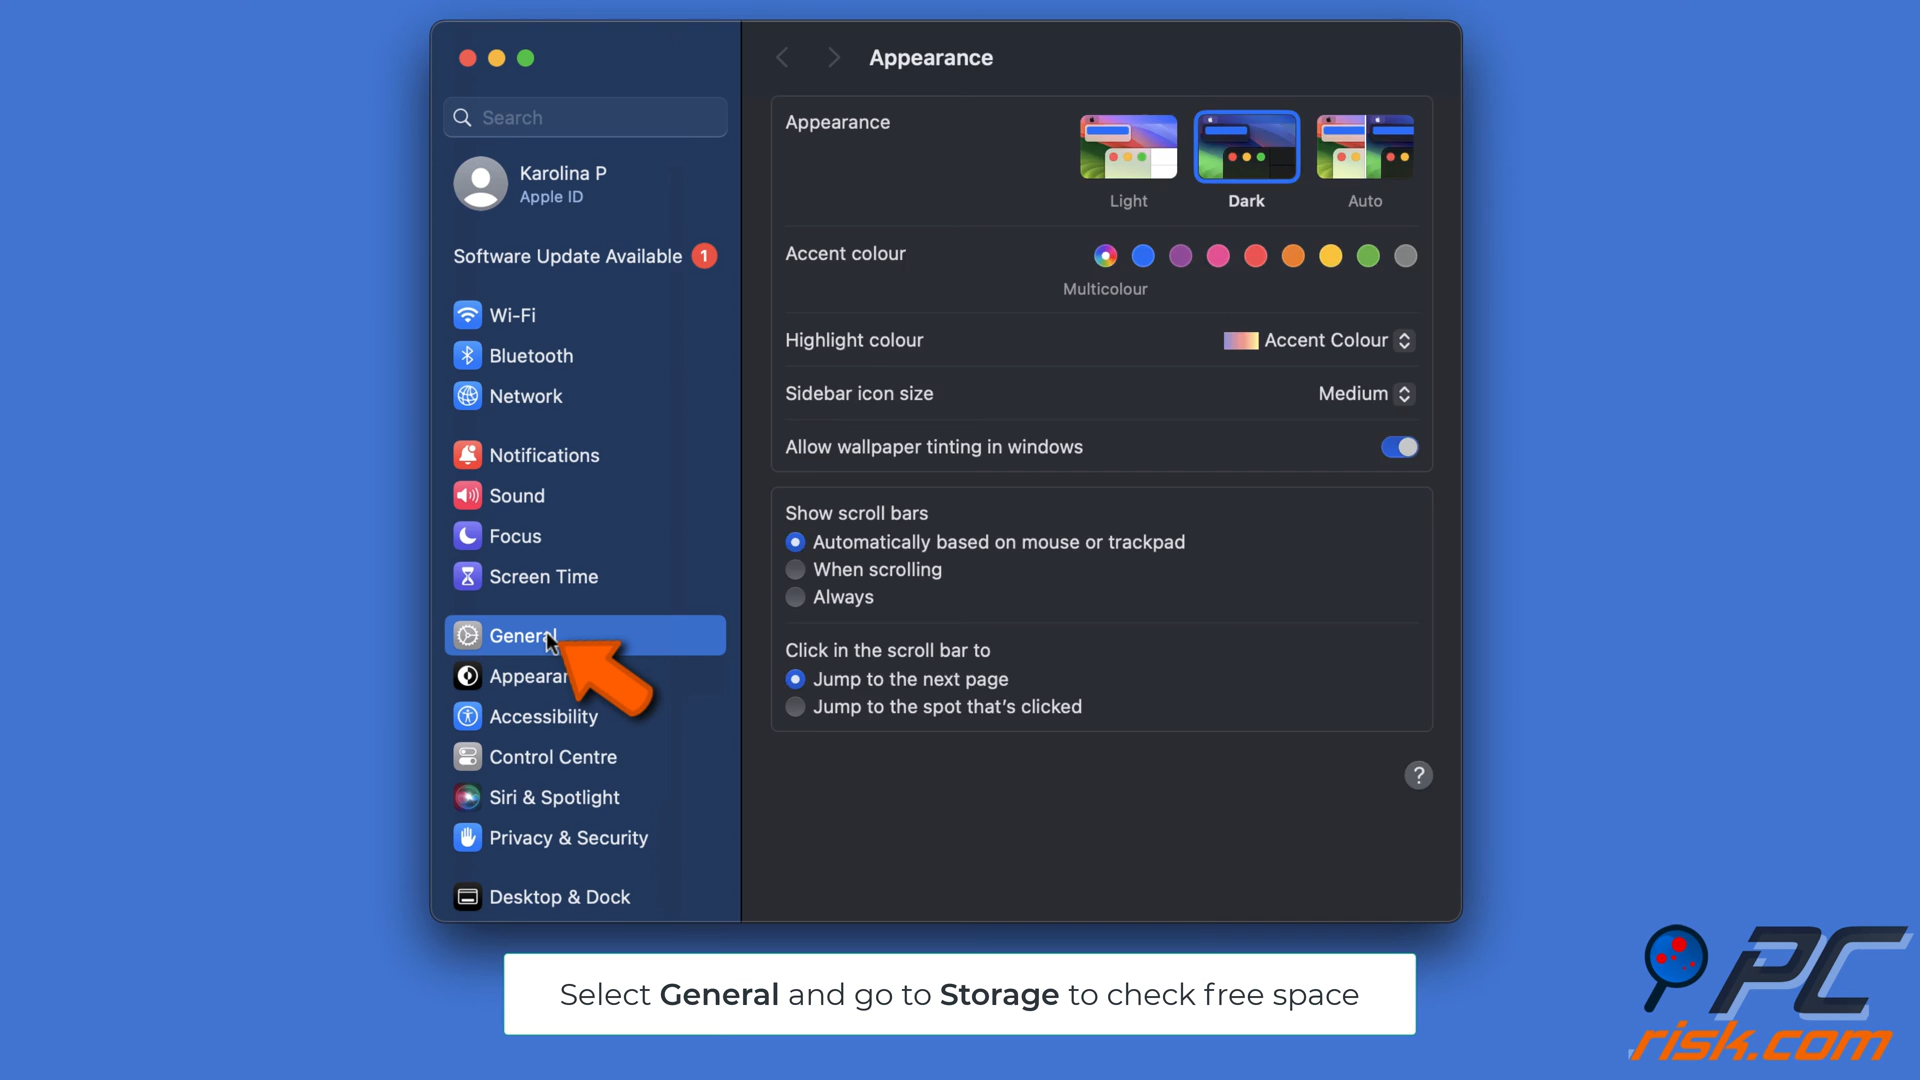 Appearance
Search
Karolina P
Apple ID
Software Update Available 1
Wi-Fi
Bluetooth
Network
Notifications
Sound
Focus
Screen Time
General
Appearan
Accessibility
Control Centre
Siri & Spotlight
Privacy & Security
Desktop & Dock
Appearance
Light Dark Auto
Accent colour
Multicolour
Highlight colour Accent Colour
Sidebar icon size Medium
Allow wallpaper tinting in windows
Show scroll bars
Automatically based on mouse or trackpad
When scrolling
Always
Click in the scroll bar to
Jump to the next page
Jump to the spot that’s clicked
?
Select General and go to Storage to check free space
PC
risk.com